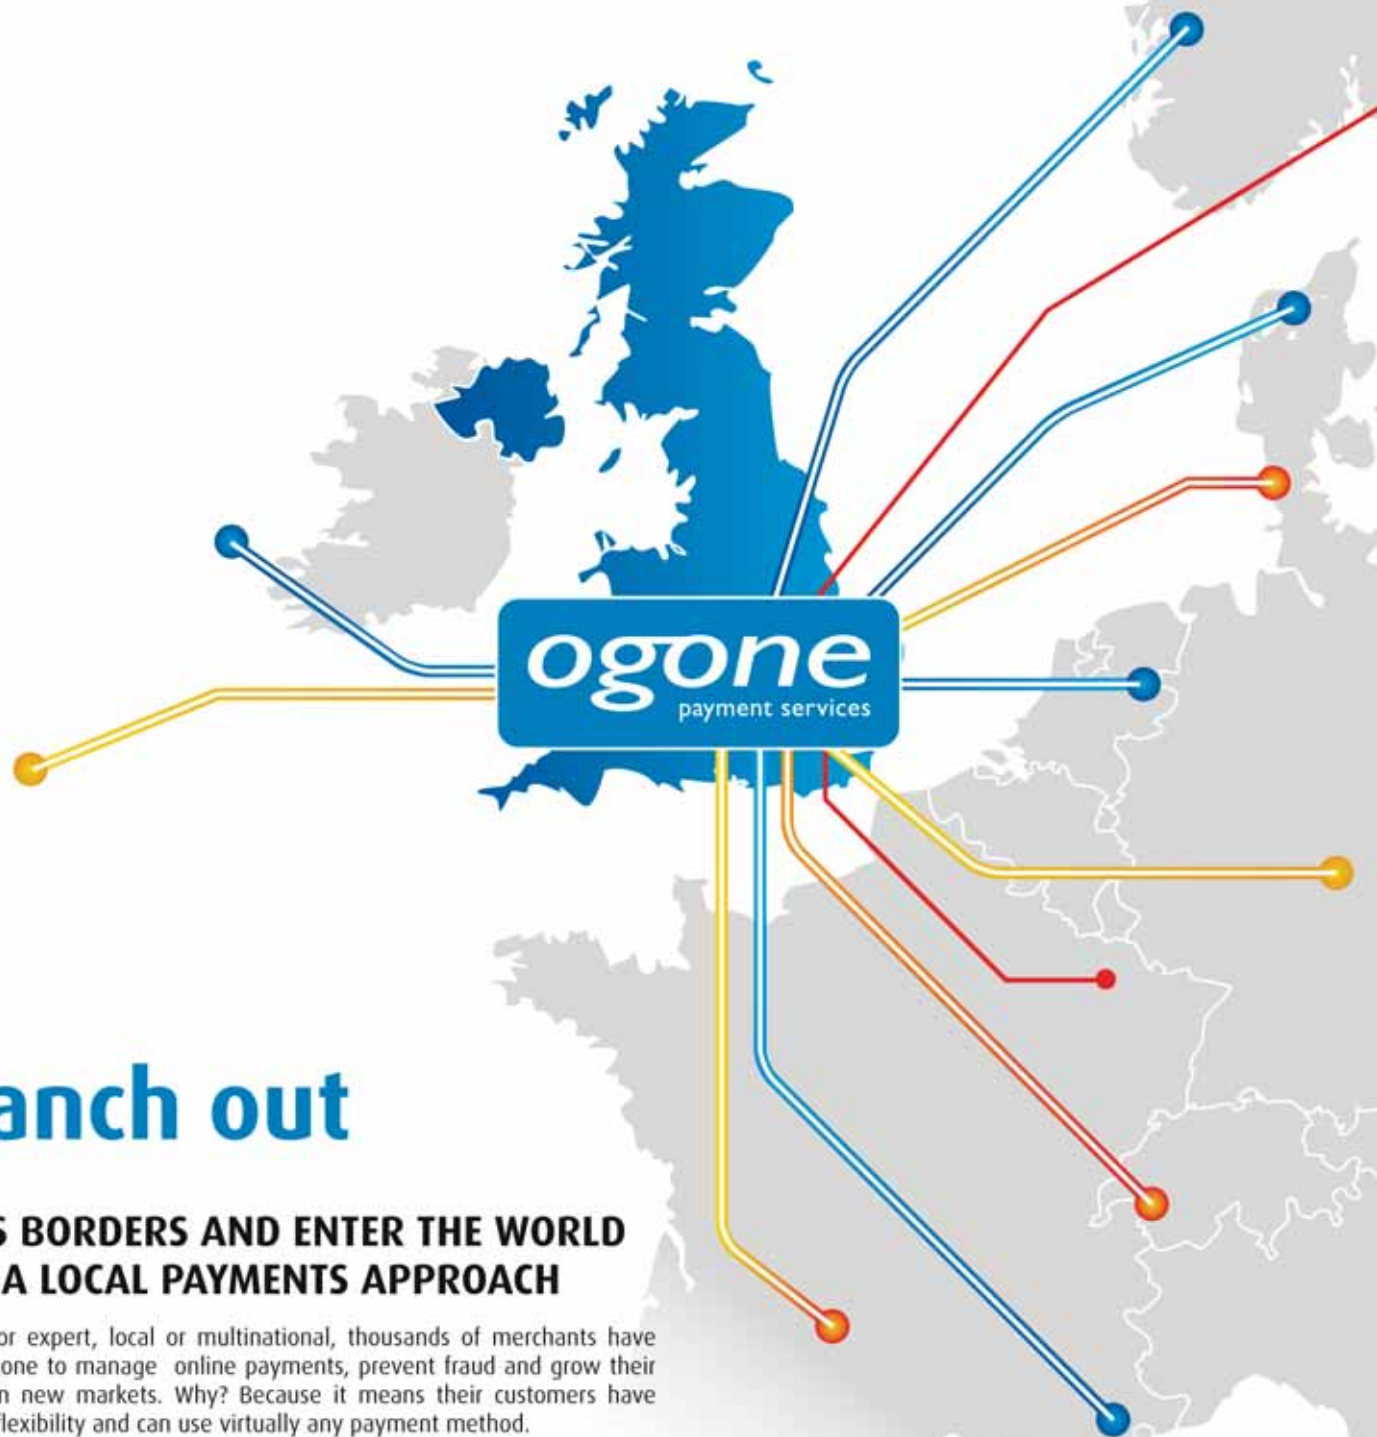 ogone
payment services
anch out
S BORDERS AND ENTER THE WORLD
A LOCAL PAYMENTS APPROACH
or expert, local or multinational, thousands of merchants have
one to manage online payments, prevent fraud and grow their
n new markets. Why? Because it means their customers have
flexibility and can use virtually any payment method.